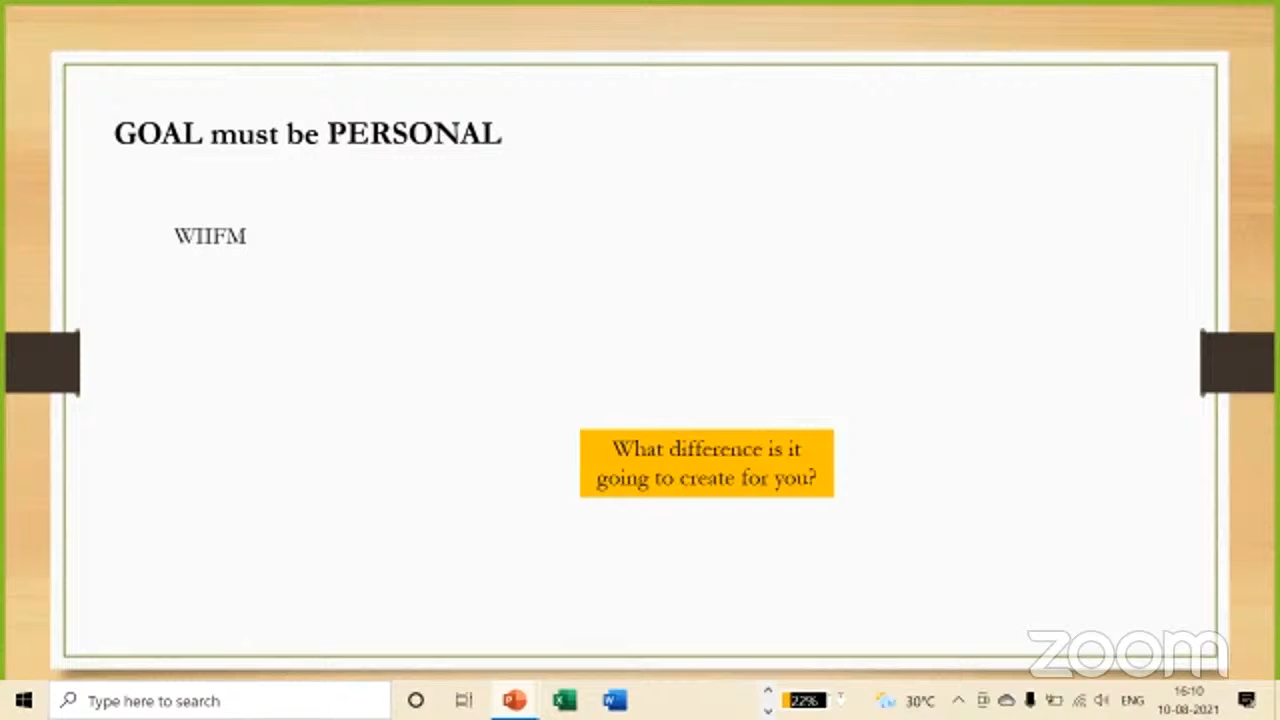 GOAL must be PERSONAL
WIIFM
What difference is it
going to create for you?
zoom
Type here to search
22%
30°C
ENG
16:10
10-08-2021